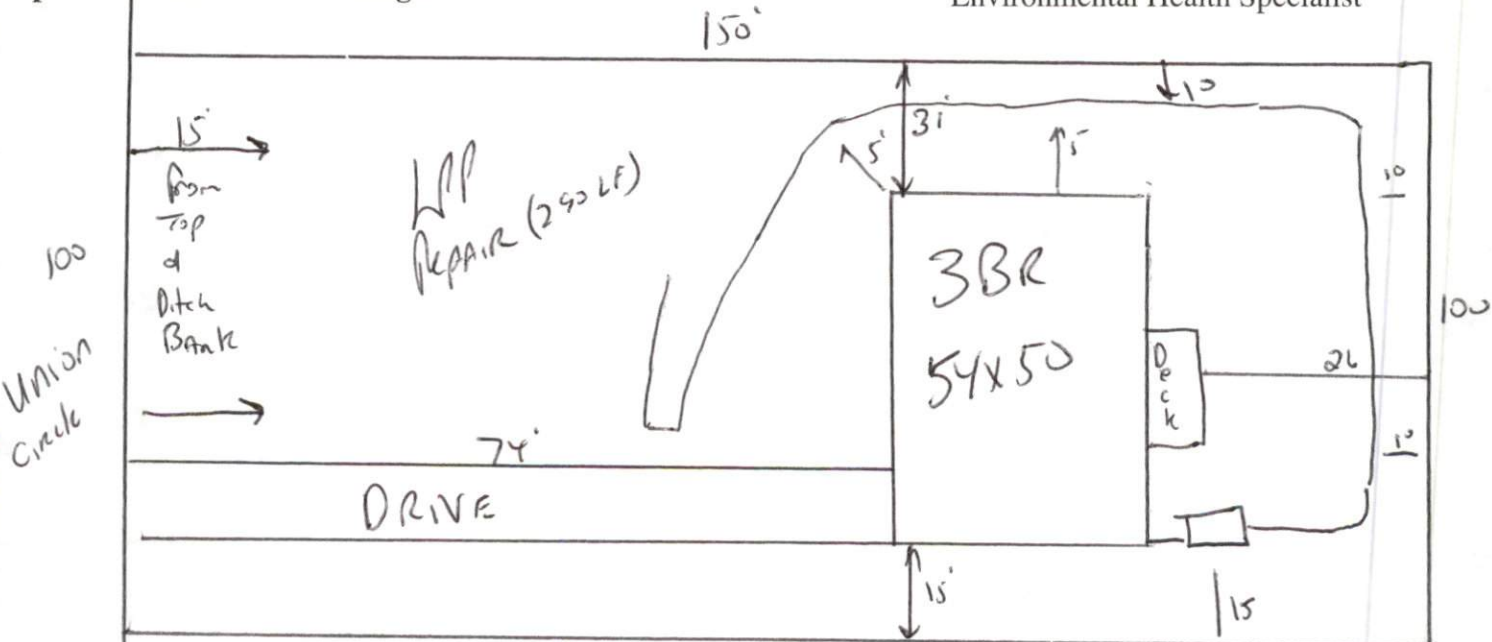 Environmental Health Specialist
150'
15'
From
Top
of
Ditch
Bank
LPP
REPAIR (290 LF)
31
10
5'
5
10
100
Union
Circle
3BR
54x50
Deck
26
100
10
74'
DRIVE
15'
15